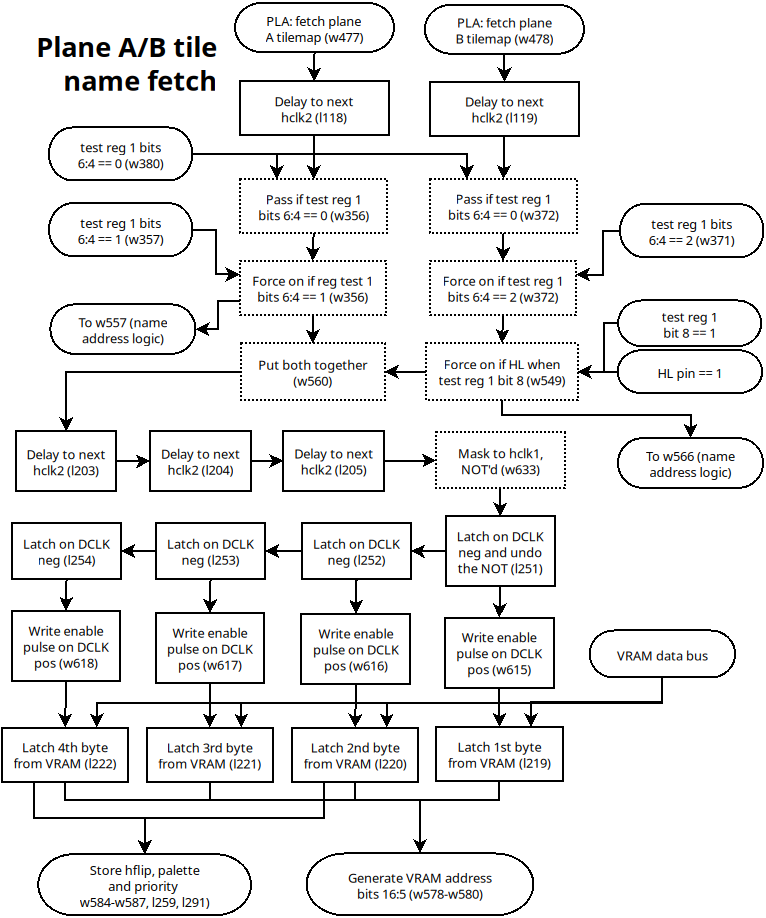 Plane A/B tile
name fetch
PLA: fetch plane
A tilemap (w477)
PLA: fetch plane
B tilemap (w478)
Delay to next
hclk2 (l118)
Delay to next
hclk2 (l119)
test reg 1 bits
6:4 == 0 (w380)
Pass if test reg 1
bits 6:4 == 0 (w356)
Pass if test reg 1
bits 6:4 == 0 (w372)
test reg 1 bits
6:4 == 1 (w357)
test reg 1 bits
6:4 == 2 (w371)
Force on if reg test 1
bits 6:4 == 1 (w356)
Force on if test reg 1
bits 6:4 == 2 (w372)
To w557 (name
address logic)
test reg 1
bit 8 == 1
Put both together
(w560)
Force on if HL when
test reg 1 bit 8 (w549)
HL pin == 1
Delay to next
hclk2 (l203)
Delay to next
hclk2 (l204)
Delay to next
hclk2 (l205)
Mask to hclk1,
NOT'd (w633)
To w566 (name
address logic)
Latch on DCLK
neg (l254)
Latch on DCLK
neg (l253)
Latch on DCLK
neg (l252)
Latch on DCLK
neg and undo
the NOT (l251)
Write enable
pulse on DCLK
pos (w618)
Write enable
pulse on DCLK
pos (w617)
Write enable
pulse on DCLK
pos (w616)
Write enable
pulse on DCLK
pos (w615)
VRAM data bus
Latch 4th byte
from VRAM (l222)
Latch 3rd byte
from VRAM (l221)
Latch 2nd byte
from VRAM (l220)
Latch 1st byte
from VRAM (l219)
Store hflip, palette
and priority
w584-w587, l259, l291)
Generate VRAM address
bits 16:5 (w578-w580)